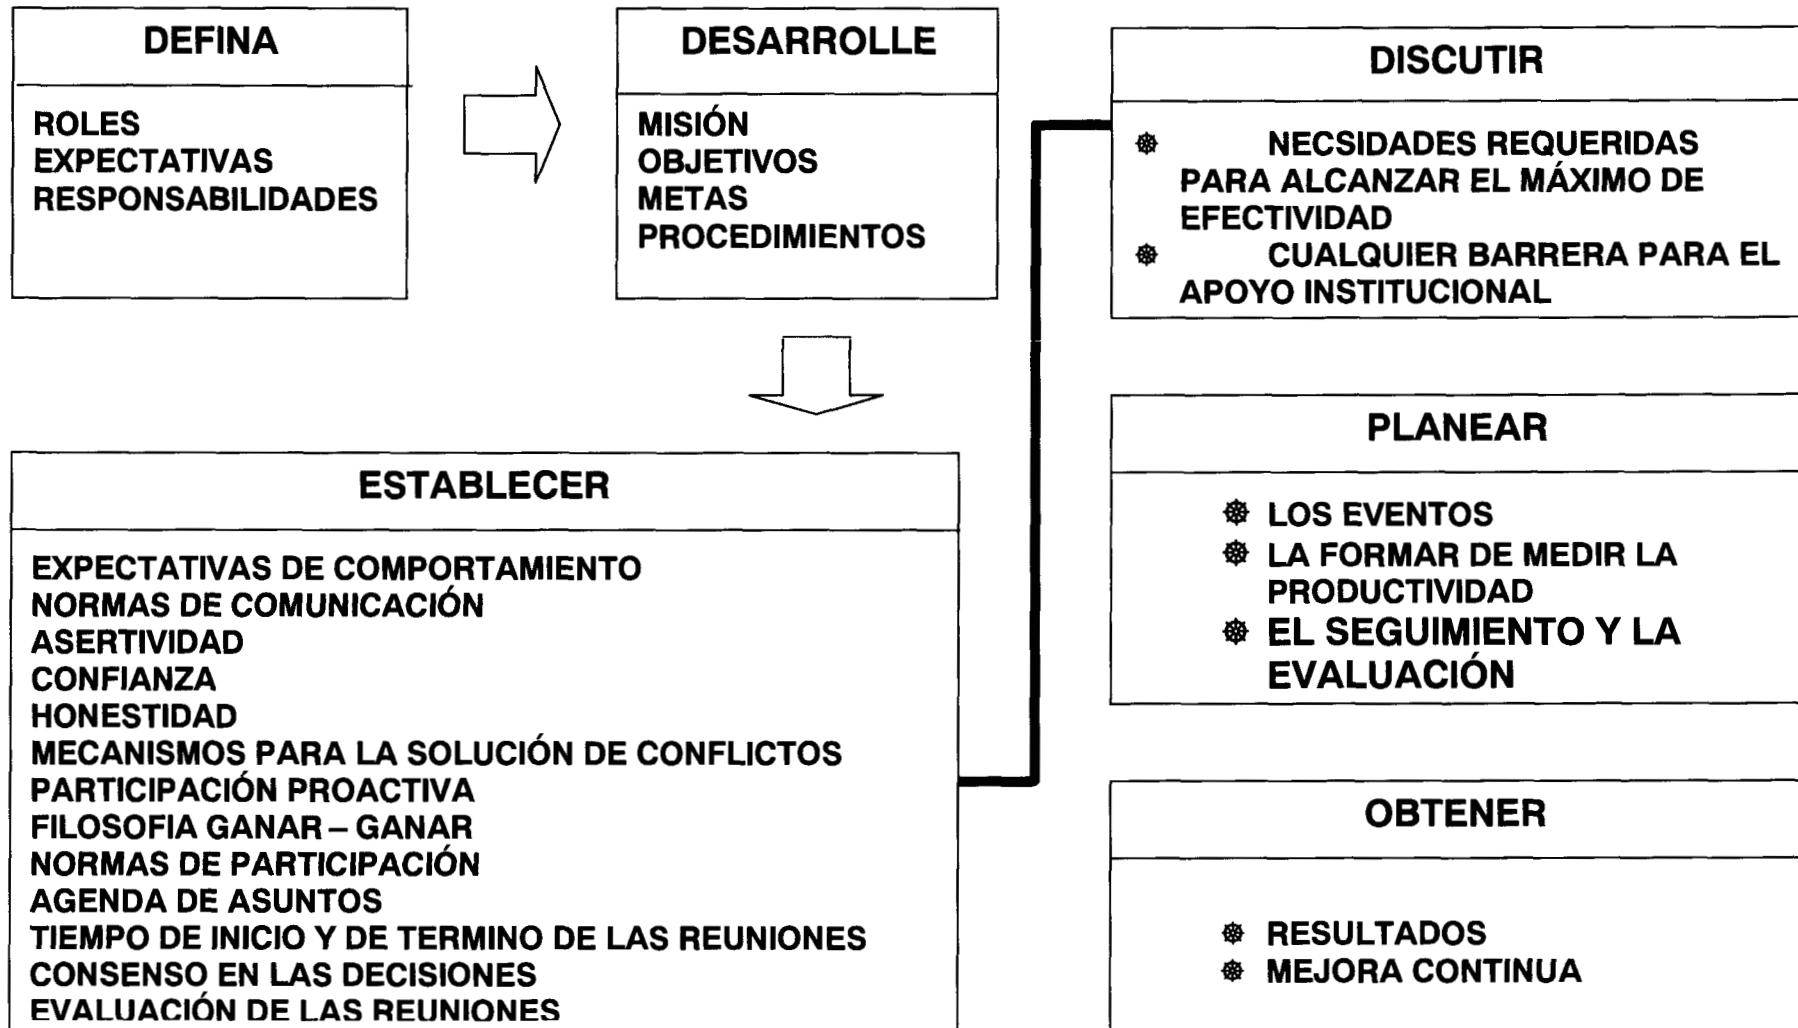 DEFINA
ROLES
EXPECTATIVAS
RESPONSABILIDADES
DESARROLLE
MISIÓN
OBJETIVOS
METAS
PROCEDIMIENTOS
ESTABLECER
EXPECTATIVAS DE COMPORTAMIENTO
NORMAS DE COMUNICACIÓN
ASERTIVIDAD
CONFIANZA
HONESTIDAD
MECANISMOS PARA LA SOLUCIÓN DE CONFLICTOS
PARTICIPACIÓN PROACTIVA
FILOSOFIA GANAR – GANAR
NORMAS DE PARTICIPACIÓN
AGENDA DE ASUNTOS
TIEMPO DE INICIO Y DE TERMINO DE LAS REUNIONES
CONSENSO EN LAS DECISIONES
EVALUACIÓN DE LAS REUNIONES
DISCUTIR
NECSIDADES REQUERIDAS
PARA ALCANZAR EL MÁXIMO DE
EFECTIVIDAD
CUALQUIER BARRERA PARA EL
APOYO INSTITUCIONAL
PLANEAR
LOS EVENTOS
LA FORMAR DE MEDIR LA
PRODUCTIVIDAD
EL SEGUIMIENTO Y LA
EVALUACIÓN
OBTENER
RESULTADOS
MEJORA CONTINUA